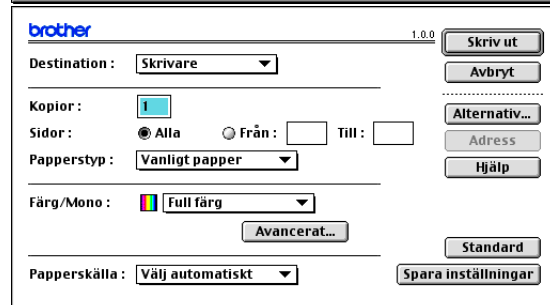 brother 1.0.0
Skriv ut
Destination : Skrivare
Avbryt
Kopior : 1
Alternativ...
Sidor : Alla Från : Till :
Adress
Papperstyp : Vanligt papper
Hjälp
Färg/Mono : Full färg
Avancerat...
Standard
Papperskälla : Välj automatiskt
Spara inställningar